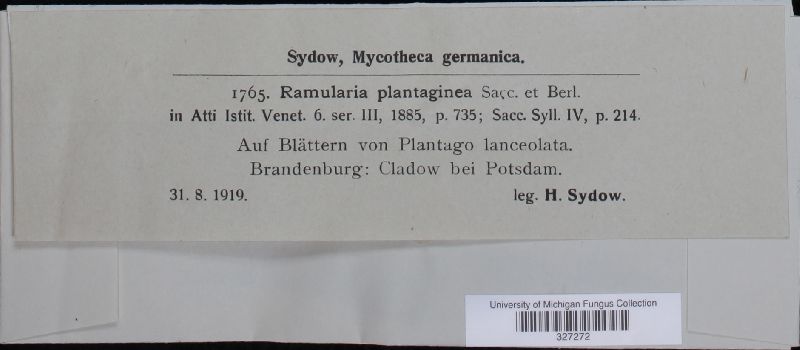 Sydow, Mycotheca germanica.
1765. Ramularia plantaginea Sacc. et Berl.
in Atti Istit. Venet. 6. ser. III, 1885, p. 735; Sacc. Syll. IV, p. 214.
Auf Blättern von Plantago lanceolata.
Brandenburg: Cladow bei Potsdam.
31. 8. 1919. leg. H. Sydow.
University of Michigan Fungus Collection
327272